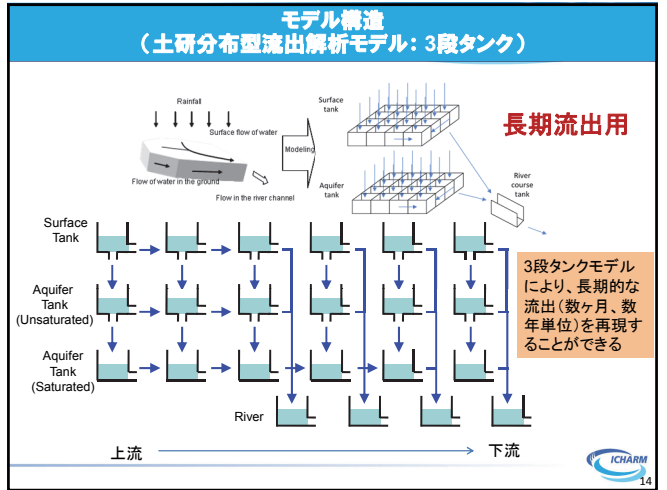 モデル構造
(土研分布型流出解析モデル: 3段タンク)
Rainfall
Surface flow of water
Flow of water in the ground
Flow in the river channel
Modeling
Surface
tank
Aquifer
tank
River
course
tank
長期流出用
Surface
Tank
Aquifer
Tank
(Unsaturated)
Aquifer
Tank
(Saturated)
River
3段タンクモデル
により、長期的な
流出(数ヶ月、数
年単位)を再現す
ることができる
上流
下流
ICHARM
14